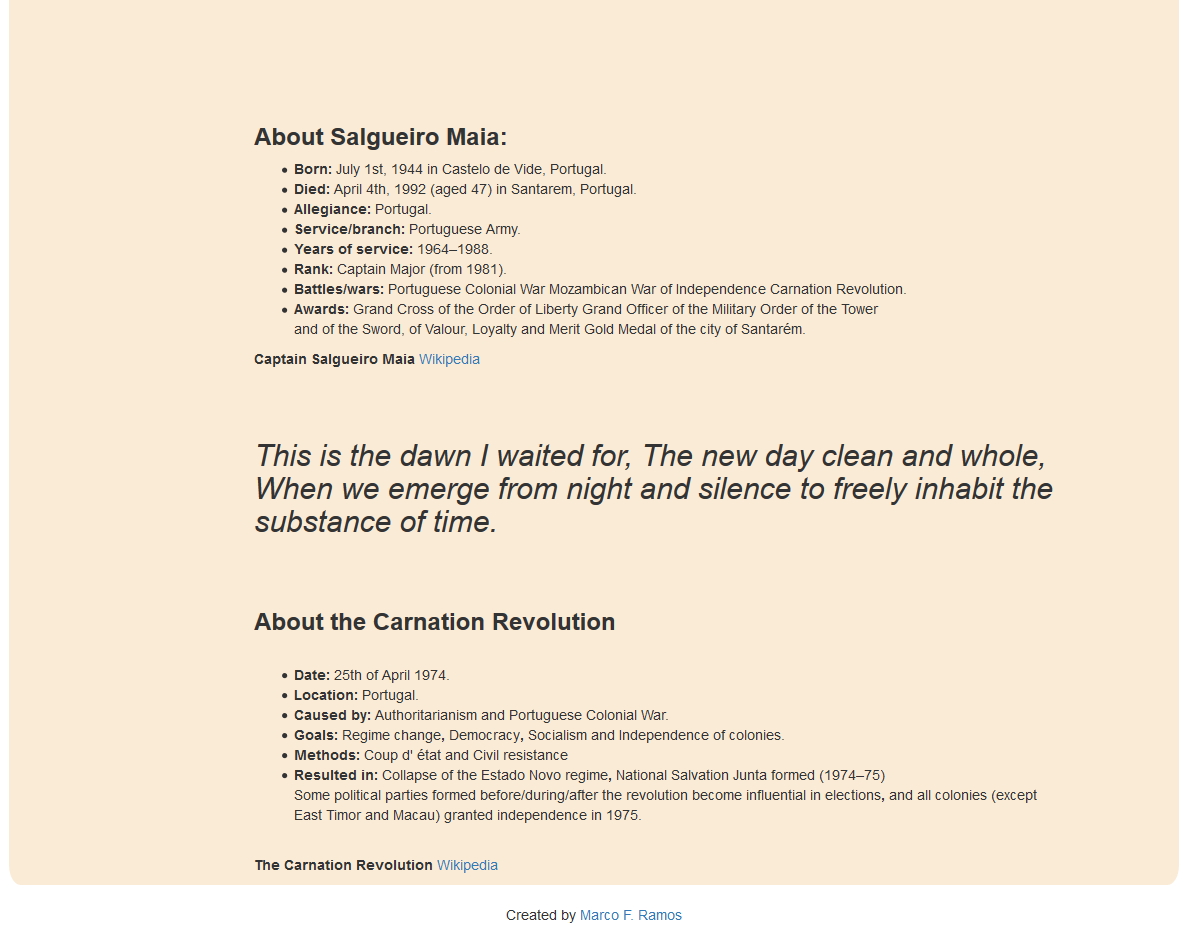 About Salgueiro Maia:
Born: July 1st, 1944 in Castelo de Vide, Portugal.
Died: April 4th, 1992 (aged 47) in Santarem, Portugal.
Allegiance: Portugal.
Service/branch: Portuguese Army.
Years of service: 1964–1988.
Rank: Captain Major (from 1981).
Battles/wars: Portuguese Colonial War Mozambican War of Independence Carnation Revolution.
Awards: Grand Cross of the Order of Liberty Grand Officer of the Military Order of the Tower
and of the Sword, of Valour, Loyalty and Merit Gold Medal of the city of Santarém.
Captain Salgueiro Maia Wikipedia
This is the dawn I waited for, The new day clean and whole,
When we emerge from night and silence to freely inhabit the
substance of time.
About the Carnation Revolution
Date: 25th of April 1974.
Location: Portugal.
Caused by: Authoritarianism and Portuguese Colonial War.
Goals: Regime change, Democracy, Socialism and Independence of colonies.
Methods: Coup d' état and Civil resistance
Resulted in: Collapse of the Estado Novo regime, National Salvation Junta formed (1974–75)
Some political parties formed before/during/after the revolution become influential in elections, and all colonies (except
East Timor and Macau) granted independence in 1975.
The Carnation Revolution Wikipedia
Created by Marco F. Ramos